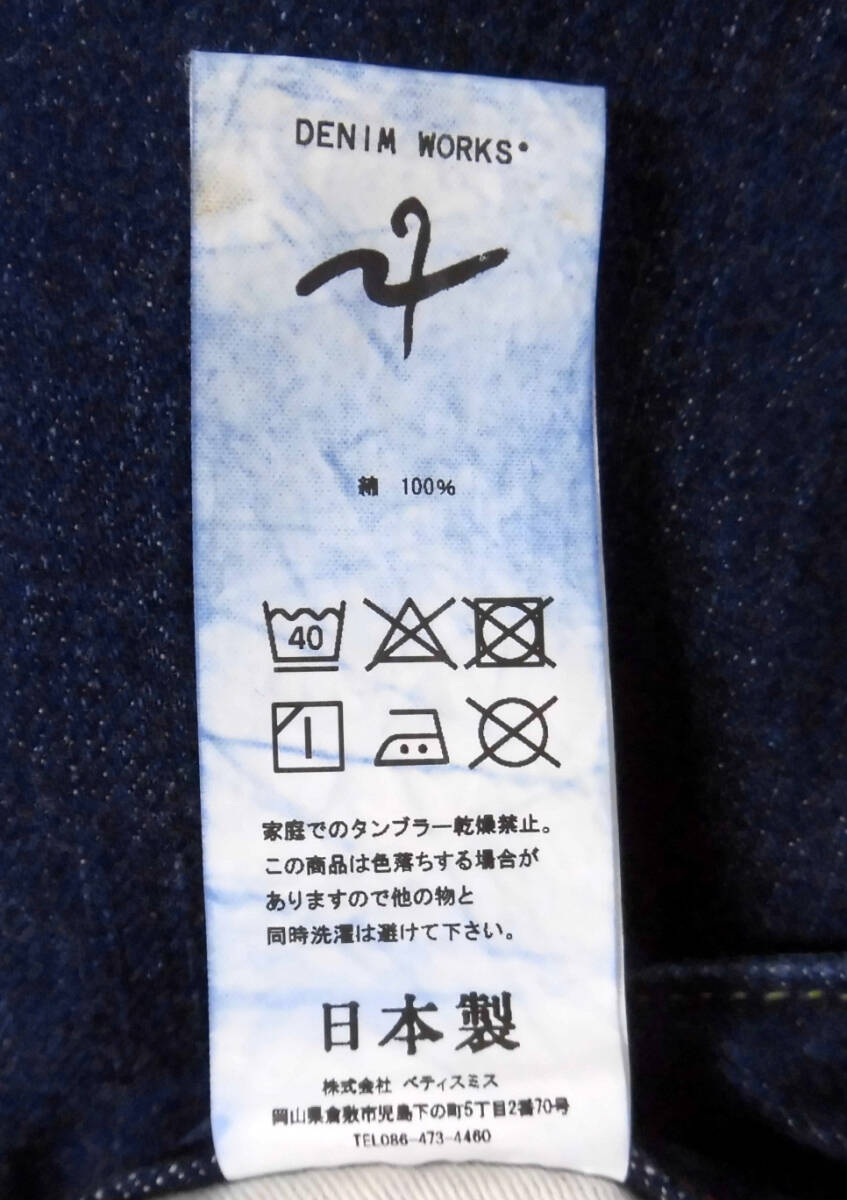 DENIM WORKS
綿 100%
40
家庭でのタンブラー乾燥禁止。
この商品は色落ちする場合が
ありますので他の物と
同時洗濯は避けて下さい。
日本製
株式会社 ベティスミス
岡山県倉敷市児島下の町5丁目2番70号
TEL086-473-4460